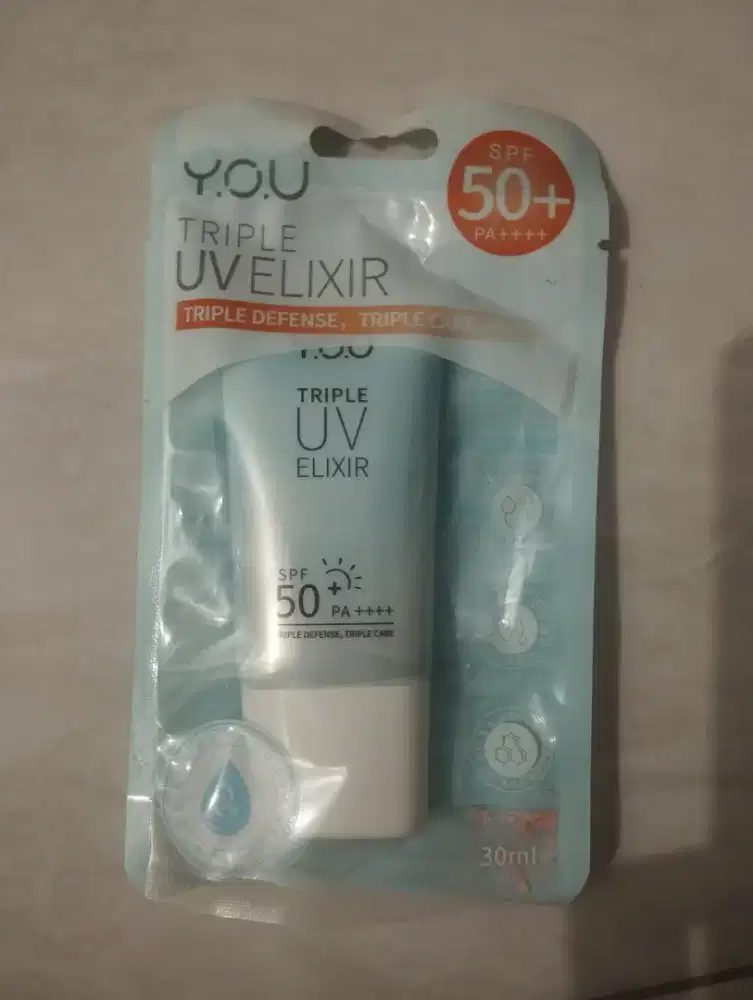 Y.O.U
SPF
50+
PA++++
TRIPLE
UV ELIXIR
TRIPLE DEFENSE, TRIPLE CARE
Y.O.U
TRIPLE
UV
ELIXIR
SPF
50+ PA ++++
TRIPLE DEFENSE, TRIPLE CARE
30ml